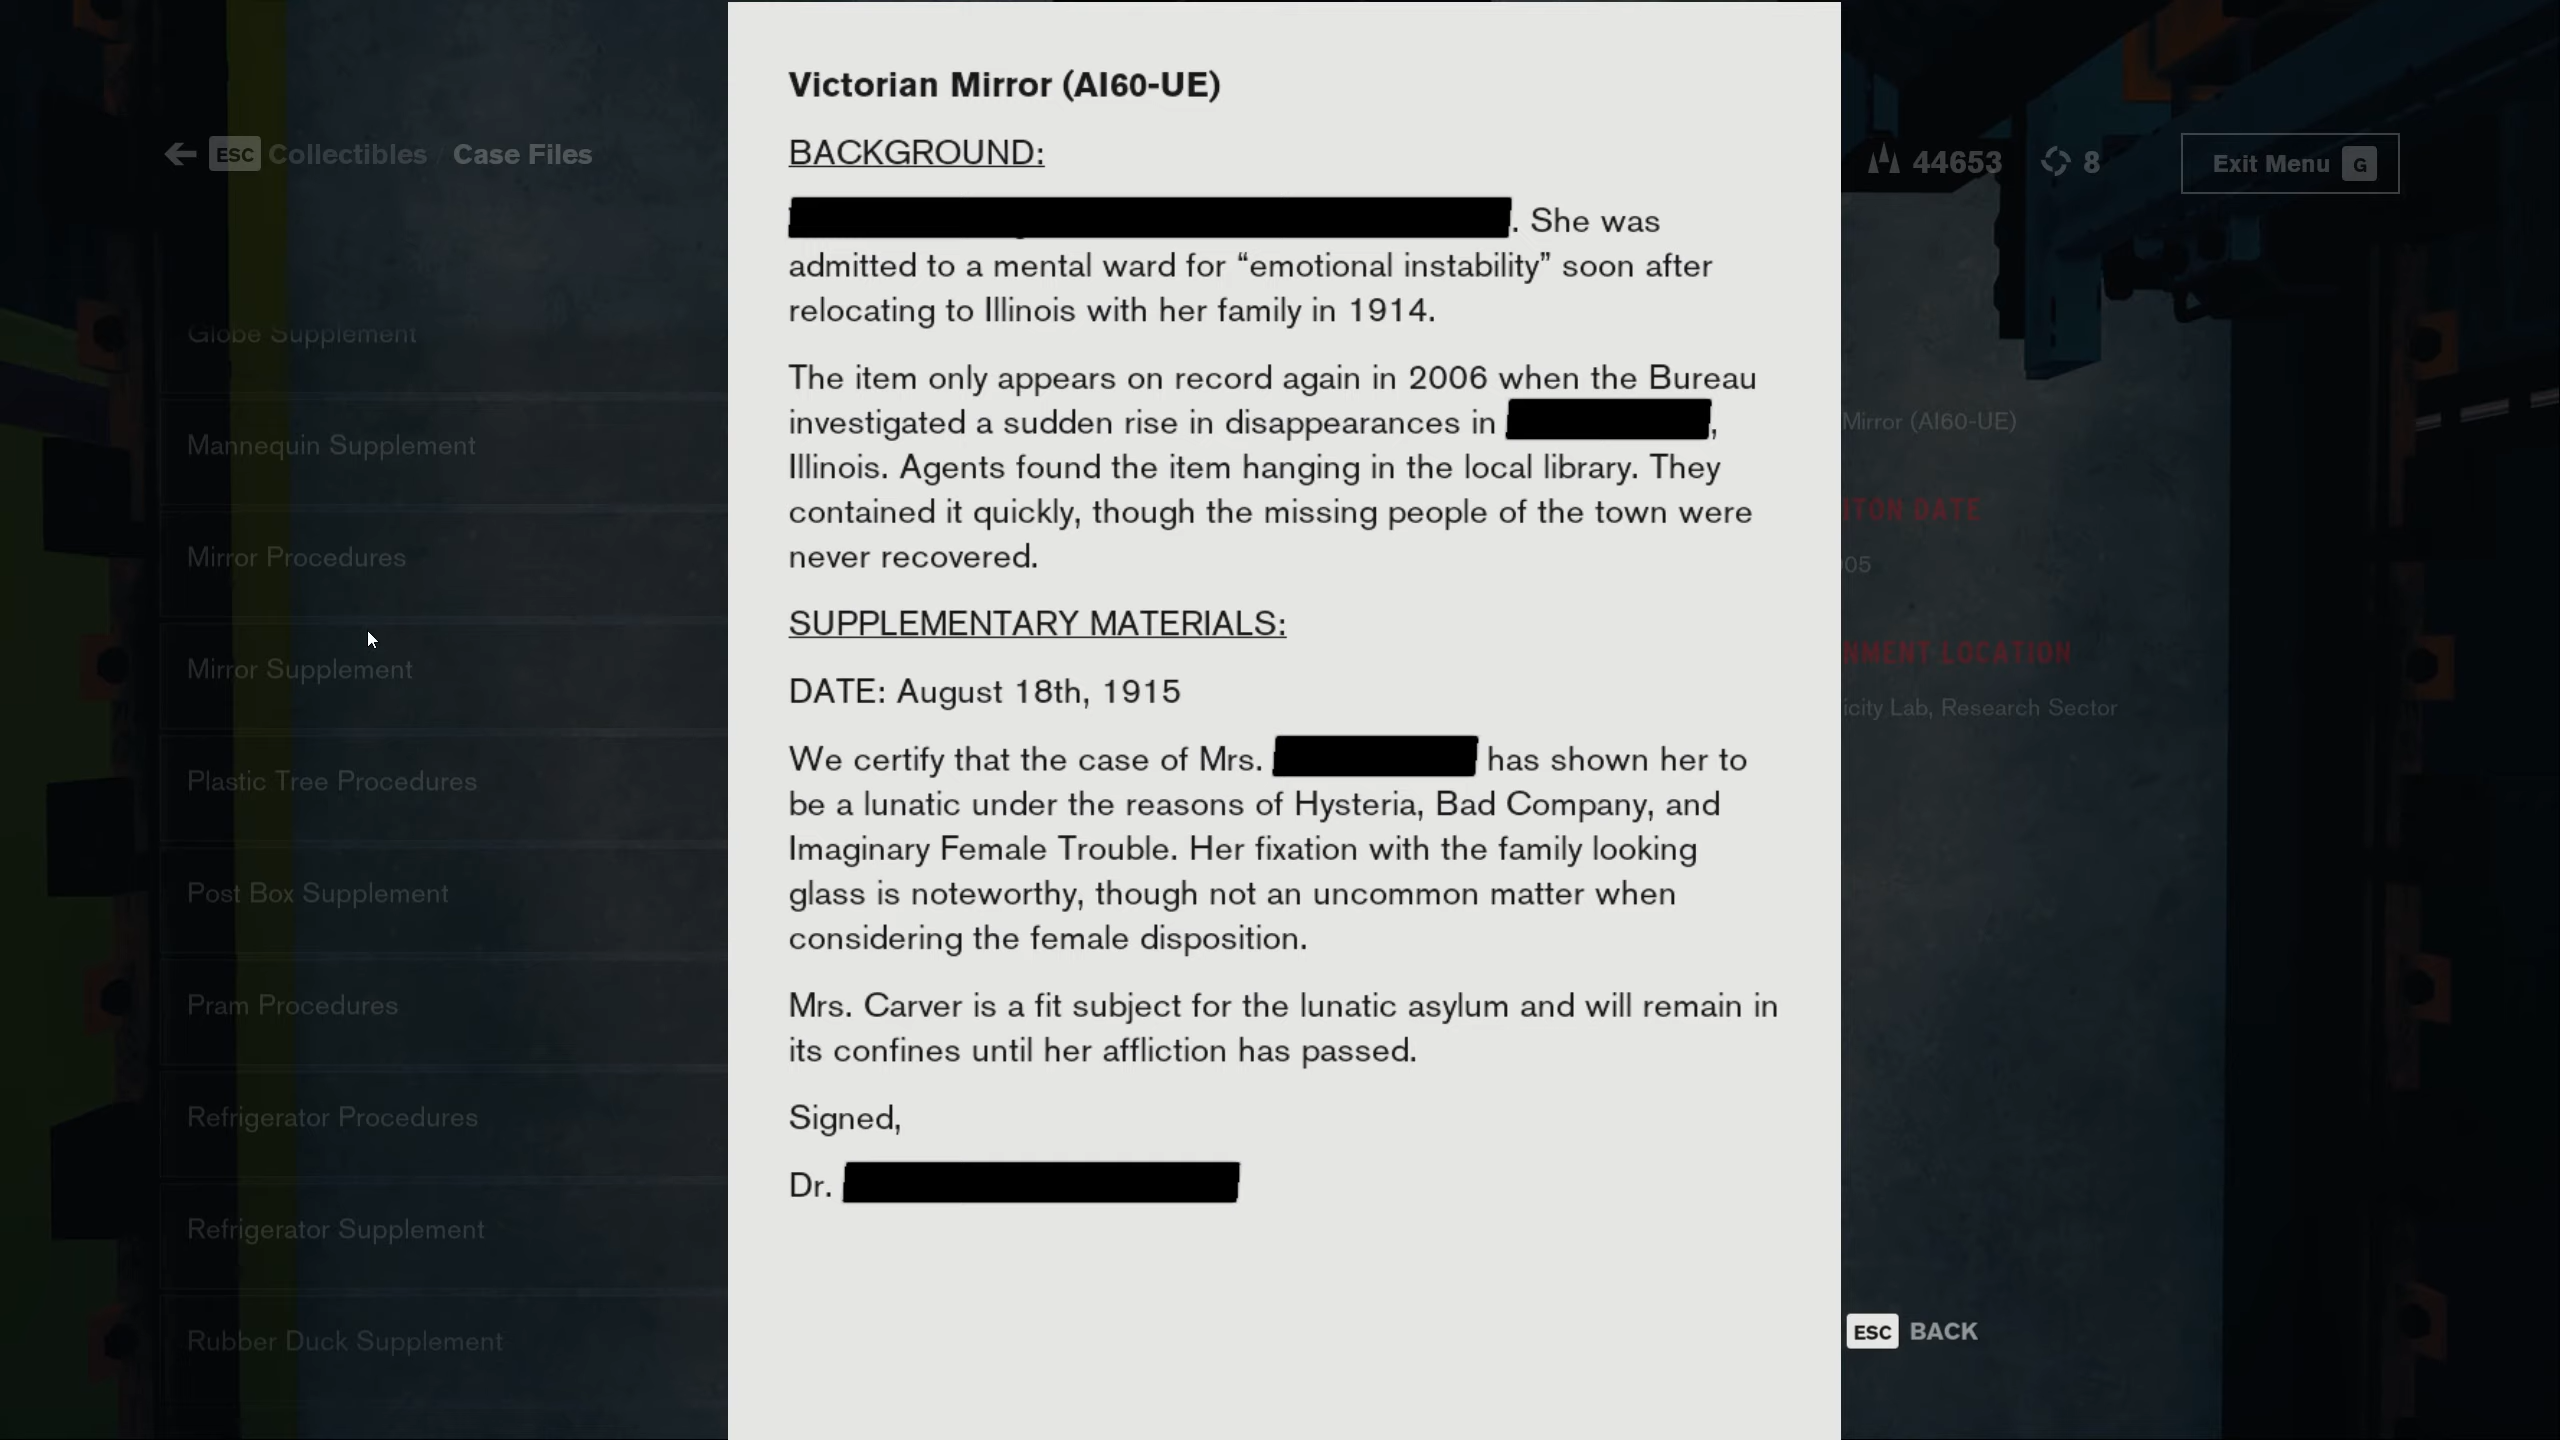 Victorian Mirror (AI60-UE)
BACKGROUND:
. She was
admitted to a mental ward for “emotional instability” soon after
relocating to Illinois with her family in 1914.
The item only appears on record again in 2006 when the Bureau
investigated a sudden rise in disappearances in ,
Illinois. Agents found the item hanging in the local library. They
contained it quickly, though the missing people of the town were
never recovered.
SUPPLEMENTARY MATERIALS:
DATE: August 18th, 1915
We certify that the case of Mrs. has shown her to
be a lunatic under the reasons of Hysteria, Bad Company, and
Imaginary Female Trouble. Her fixation with the family looking
glass is noteworthy, though not an uncommon matter when
considering the female disposition.
Mrs. Carver is a fit subject for the lunatic asylum and will remain in
its confines until her affliction has passed.
Signed,
Dr.
ESC Collectibles / Case Files
Globe Supplement
Mannequin Supplement
Mirror Procedures
Mirror Supplement
Plastic Tree Procedures
Post Box Supplement
Pram Procedures
Refrigerator Procedures
Refrigerator Supplement
Rubber Duck Supplement
44653 8
Exit Menu G
Mirror (AI60-UE)
ITON DATE
05
NMENT LOCATION
icity Lab, Research Sector
ESC BACK